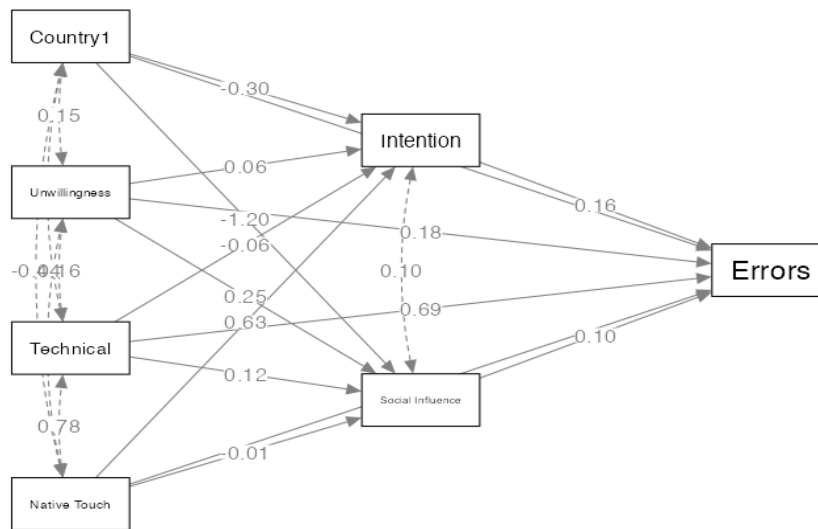 Country1
-0.30
0.15
Intention
Unwillingness
0.06
0.16
-1.20
0.18
-0.06
0.10
Errors
0.25
0.69
0.63
Technical
0.10
0.12
Social Influence
0.78
-0.01
Native Touch